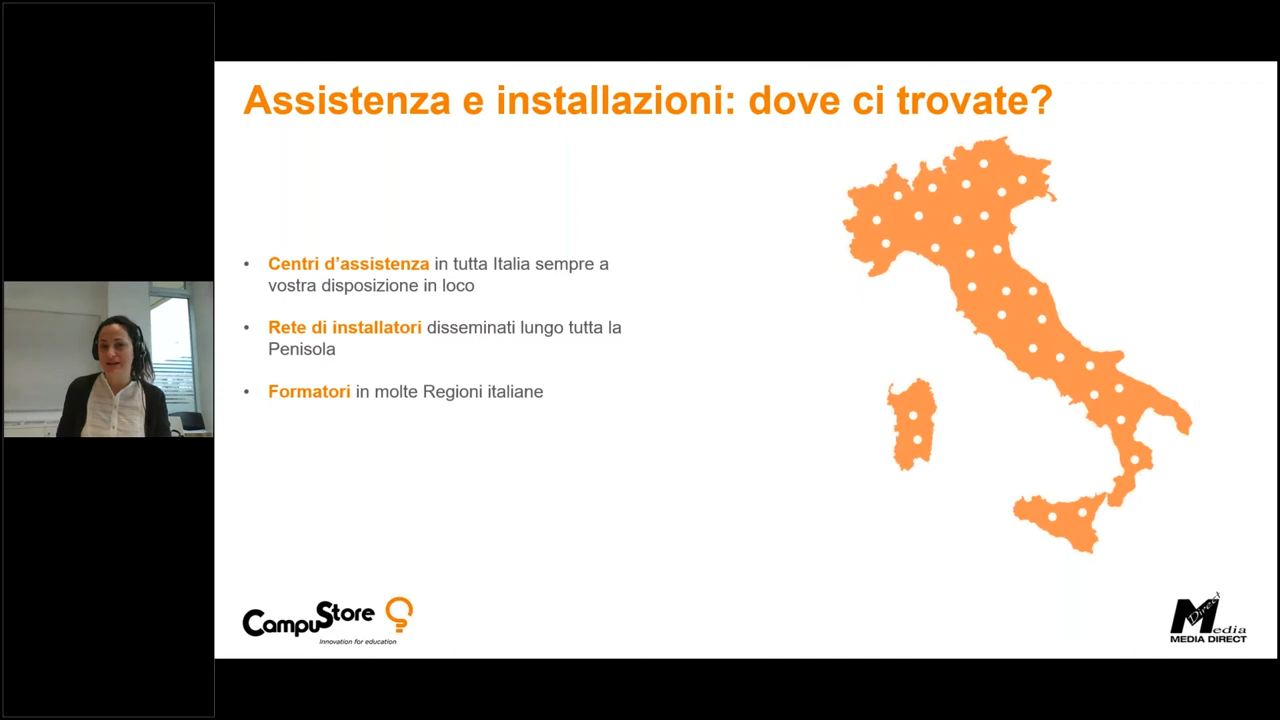 Assistenza e installazioni: dove ci trovate?
• Centri d’assistenza in tutta Italia sempre a
vostra disposizione in loco
• Rete di installatori disseminati lungo tutta la
Penisola
• Formatori in molte Regioni italiane
CampuStore
Innovation for education
Direct
Media
MEDIA DIRECT